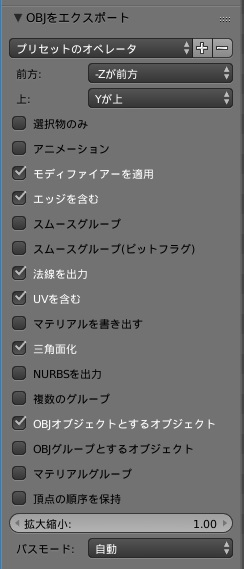 OBJをエクスポート
プリセットのオペレータ
前方: -Zが前方
上: Yが上
選択物のみ
アニメーション
モディファイアーを適用
エッジを含む
スムースグループ
スムースグループ(ビットフラグ)
法線を出力
UVを含む
マテリアルを書き出す
三角面化
NURBSを出力
複数のグループ
OBJオブジェクトとするオブジェクト
OBJグループとするオブジェクト
マテリアルグループ
頂点の順序を保持
拡大縮小: 1.00
パスモード: 自動